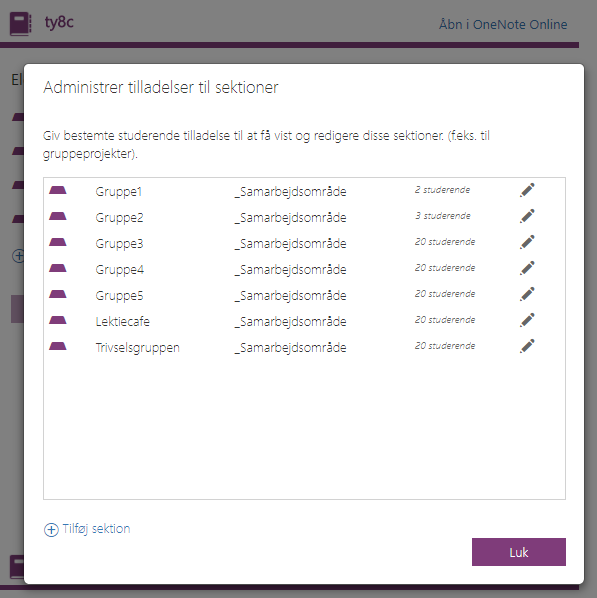 ty8c
Åbn i OneNote Online
El
Administrer tilladelser til sektioner
Giv bestemte studerende tilladelse til at få vist og redigere disse sektioner. (f.eks. til
gruppeprojekter).
Gruppe1 _Samarbejdsområde 2 studerende
Gruppe2 _Samarbejdsområde 3 studerende
Gruppe3 _Samarbejdsområde 20 studerende
Gruppe4 _Samarbejdsområde 20 studerende
Gruppe5 _Samarbejdsområde 20 studerende
Lektiecafe _Samarbejdsområde 20 studerende
Trivselsgruppen _Samarbejdsområde 20 studerende
Tilføj sektion
Luk